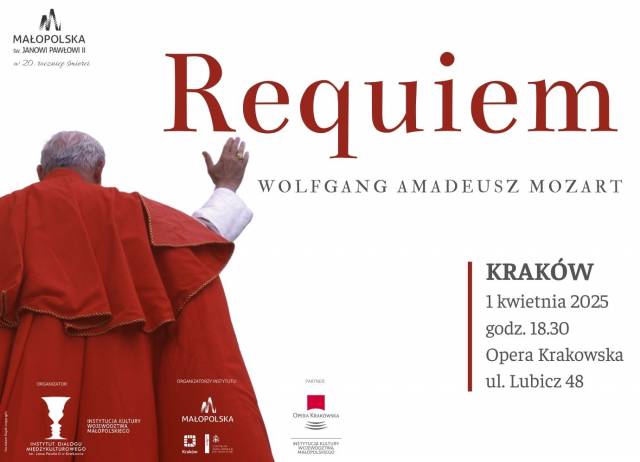 MAŁOPOLSKA
św. JANOWI PAWŁOWI II
w 20. rocznicę śmierci
Requiem
WOLFGANG AMADEUSZ MOZART
KRAKÓW
1 kwietnia 2025
godz. 18.30
Opera Krakowska
ul. Lubicz 48
ORGANIZATOR:
INSTYTUT DIALOGU
MIĘDZYKULTUROWEGO
im. Jana Pawła II w Krakowie
INSTYTUCJA KULTURY
WOJEWÓDZTWA
MAŁOPOLSKIEGO
ORGANIZATORZY INSTYTUTU:
MAŁOPOLSKA
Kraków
PARTNER:
OPERA KRAKOWSKA
INSTYTUCJA KULTURY
WOJEWÓDZTWA
MAŁOPOLSKIEGO